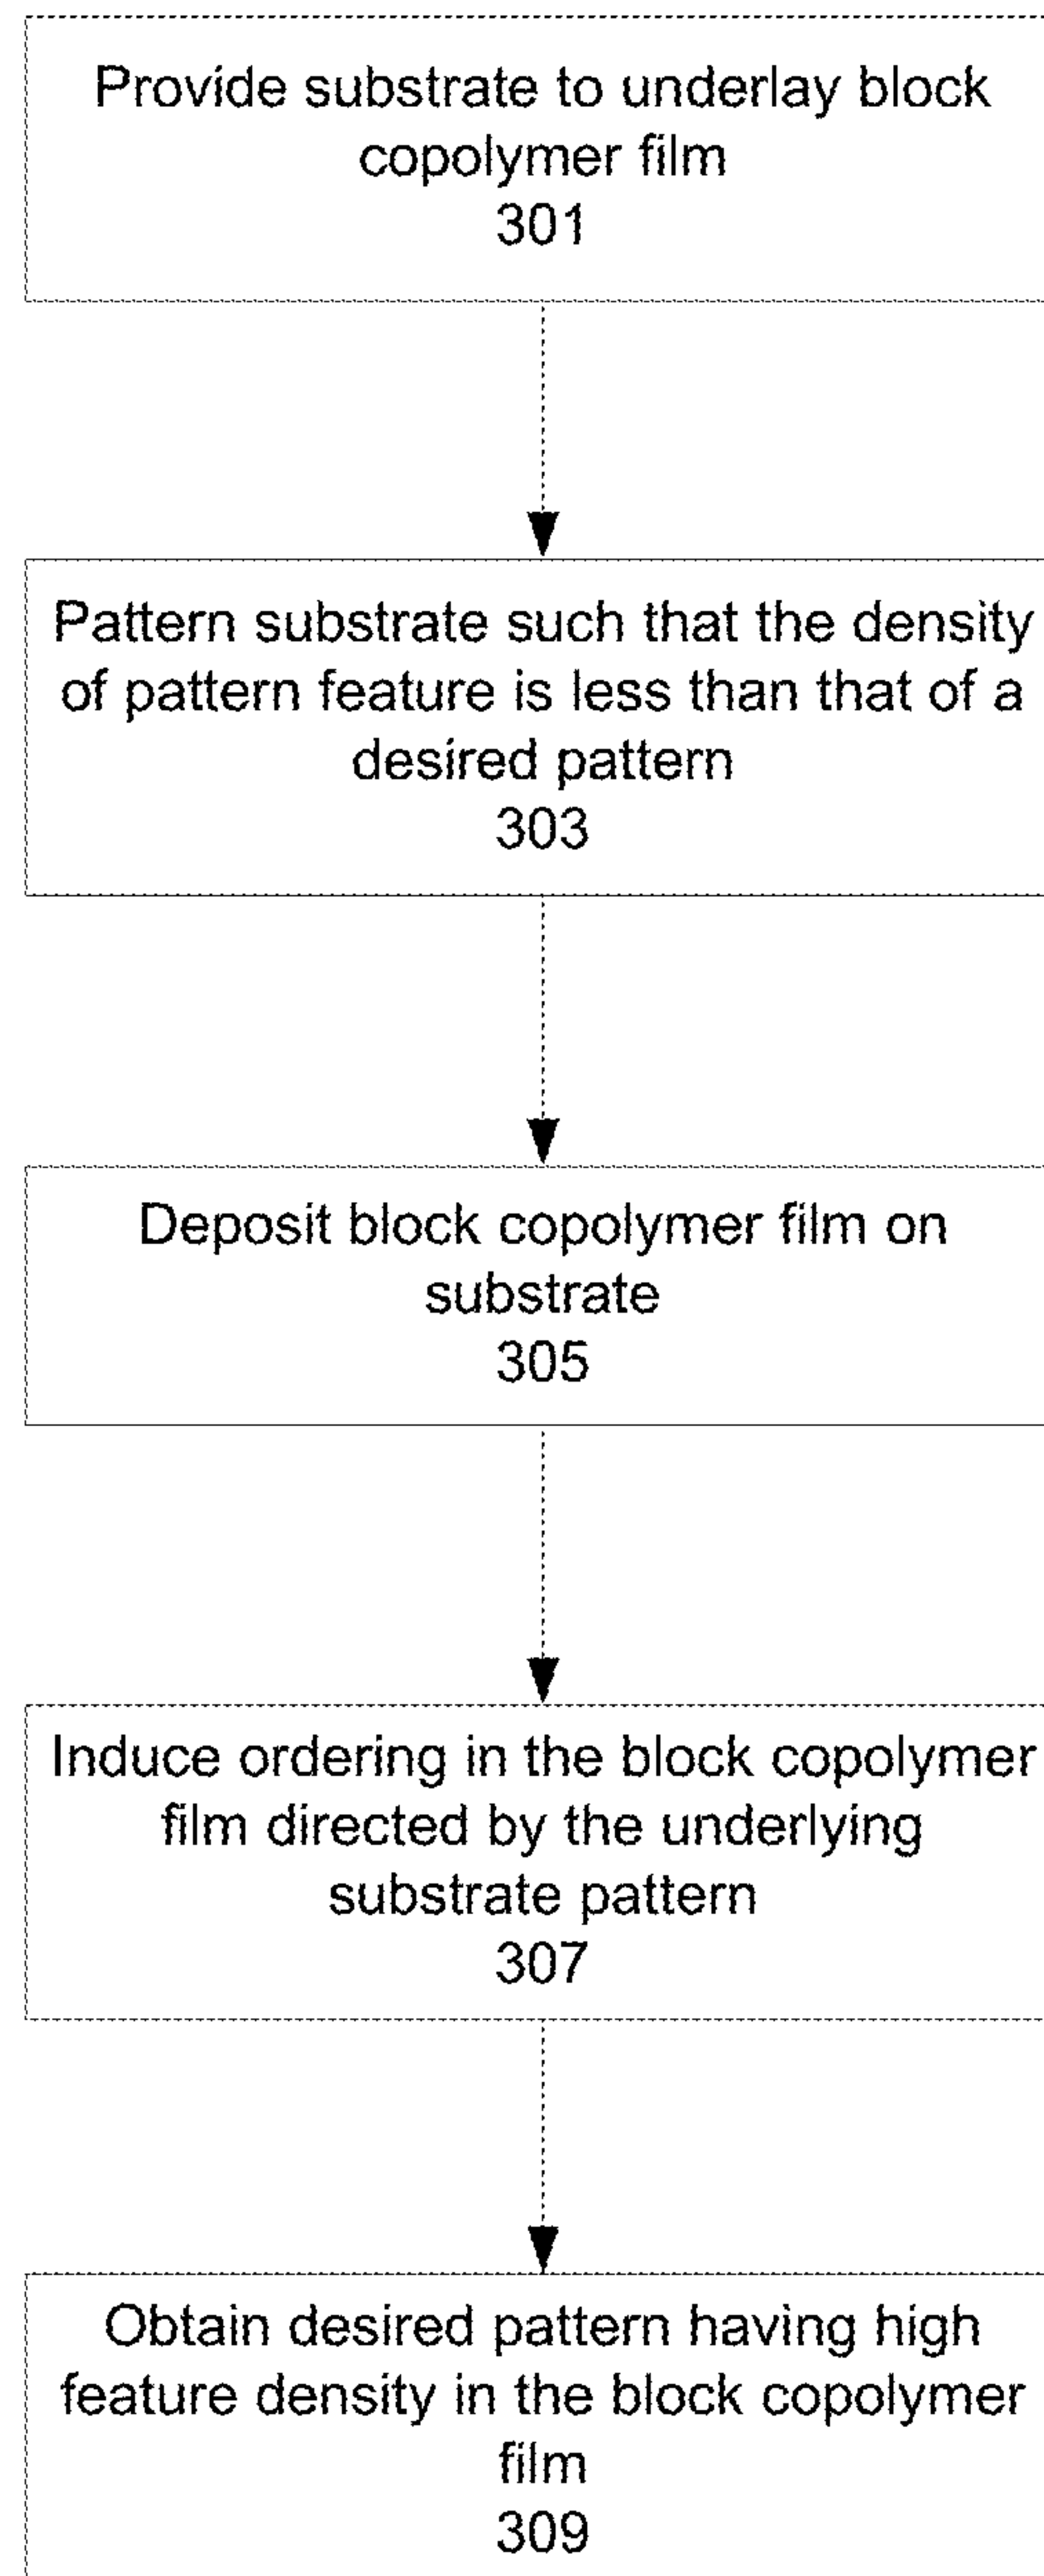 Provide substrate to underlay block
copolymer film
301
Pattern substrate such that the density
of pattern feature is less than that of a
desired pattern
303
Deposit block copolymer film on
substrate
305
Induce ordering in the block copolymer
film directed by the underlying
substrate pattern
307
Obtain desired pattern having high
feature density in the block copolymer
film
309